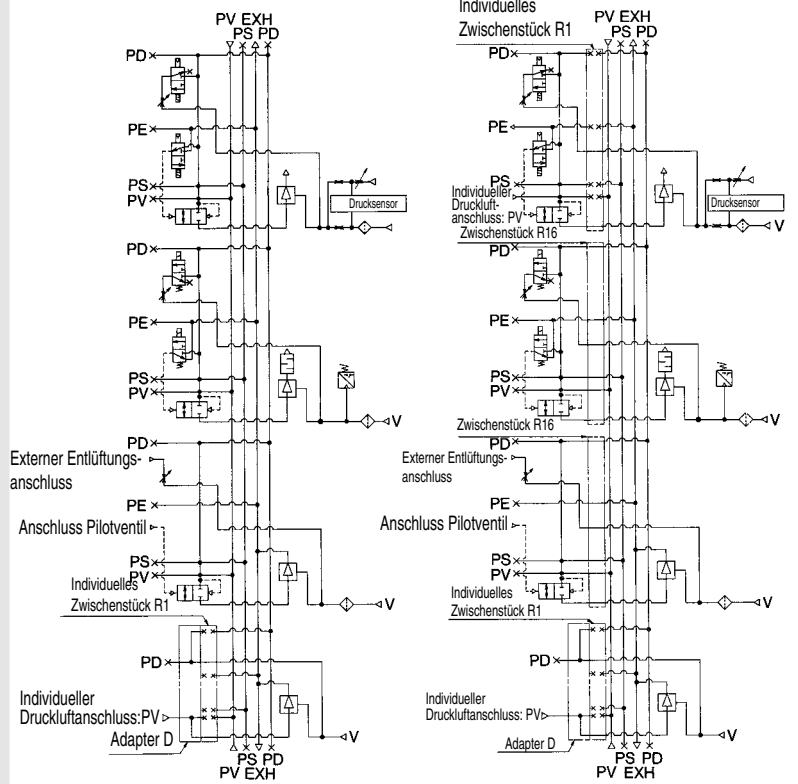 PV EXH
PS PD
PD
PE
PS
PV
Drucksensor
PD
PE
PS
PV
V
PD
Externer Entlüftungs-
anschluss
PE
Anschluss Pilotventil
PS
PV
Individuelles
Zwischenstück R1
V
PD
Individueller
Druckluftanschluss:PV
V
Adapter D
PS PD
PV EXH
Individuelles
Zwischenstück R1
PV EXH
PS PD
PD
PE
PS
Individueller
Druckluft-
anschluss: PV
Drucksensor
V
Zwischenstück R16
PD
PE
PS
PV
V
Zwischenstück R16
PD
Externer Entlüftungs-
anschluss
PE
Anschluss Pilotventil
PS
PV
Individuelles
Zwischenstück R1
V
PD
Individueller
Druckluftanschluss: PV
V
Adapter D
PS PD
PV EXH